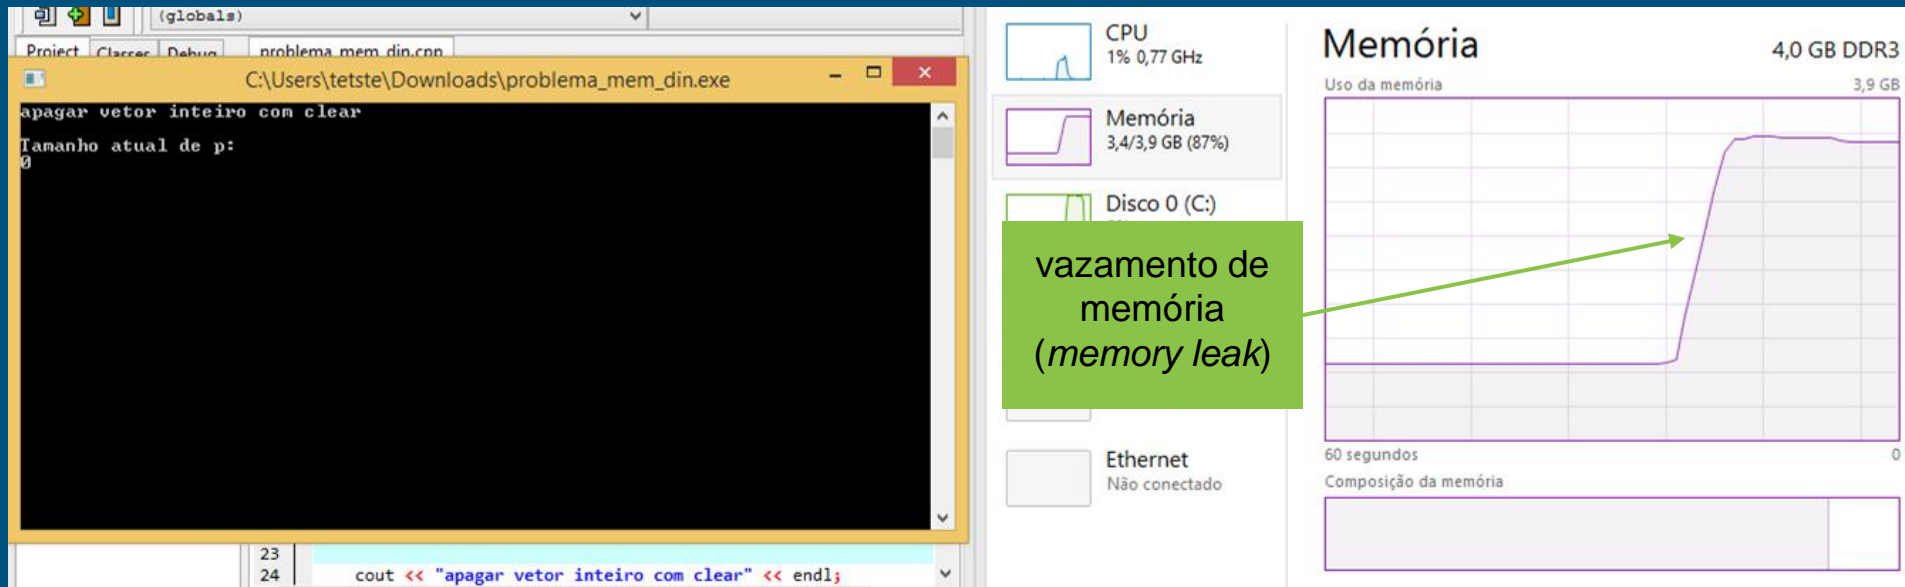 (globals)
Project Classes Debug
problema_mem_din.cpp
C:\Users\tetste\Downloads\problema_mem_din.exe
apagar vetor inteiro com clear
Tamanho atual de p:
0
23
24 cout << "apagar vetor inteiro com clear" << endl;
CPU
1% 0,77 GHz
Memória
3,4/3,9 GB (87%)
Disco 0 (C:)
vazamento de
memória
(memory leak)
Ethernet
Não conectado
Memória 4,0 GB DDR3
Uso da memória 3,9 GB
60 segundos 0
Composição da memória